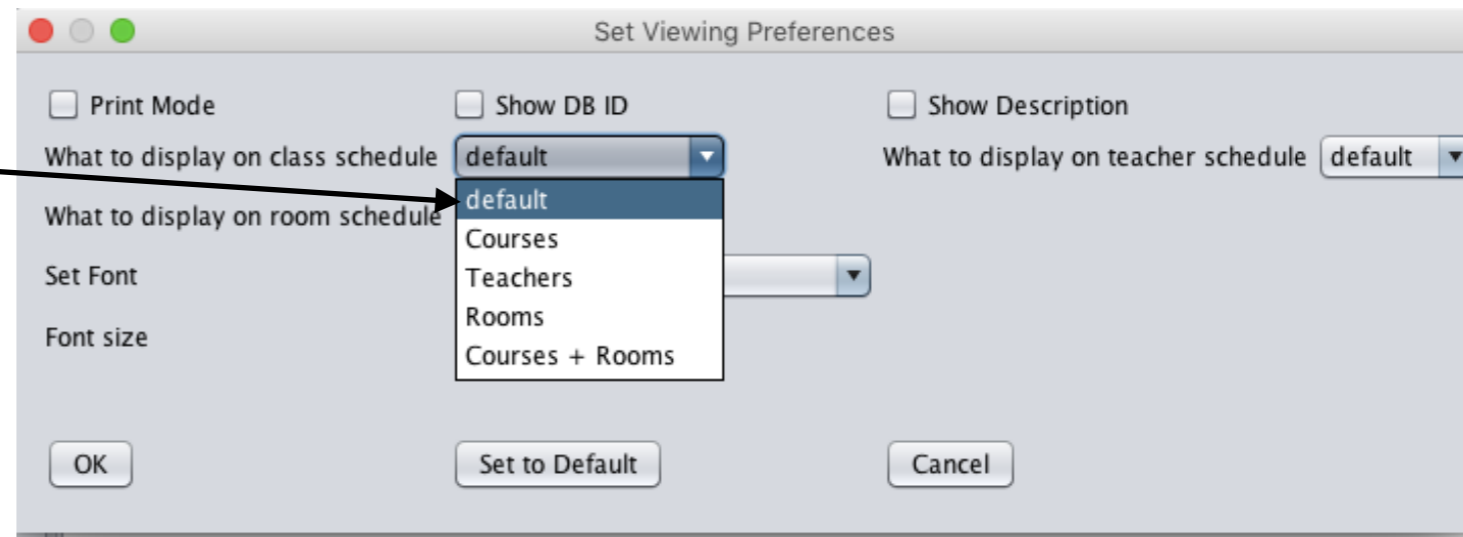 Set Viewing Preferences
Print Mode
Show DB ID
Show Description
What to display on class schedule
default
What to display on teacher schedule
default
default
What to display on room schedule
Courses
Set Font
Teachers
Rooms
Font size
Courses + Rooms
OK
Set to Default
Cancel